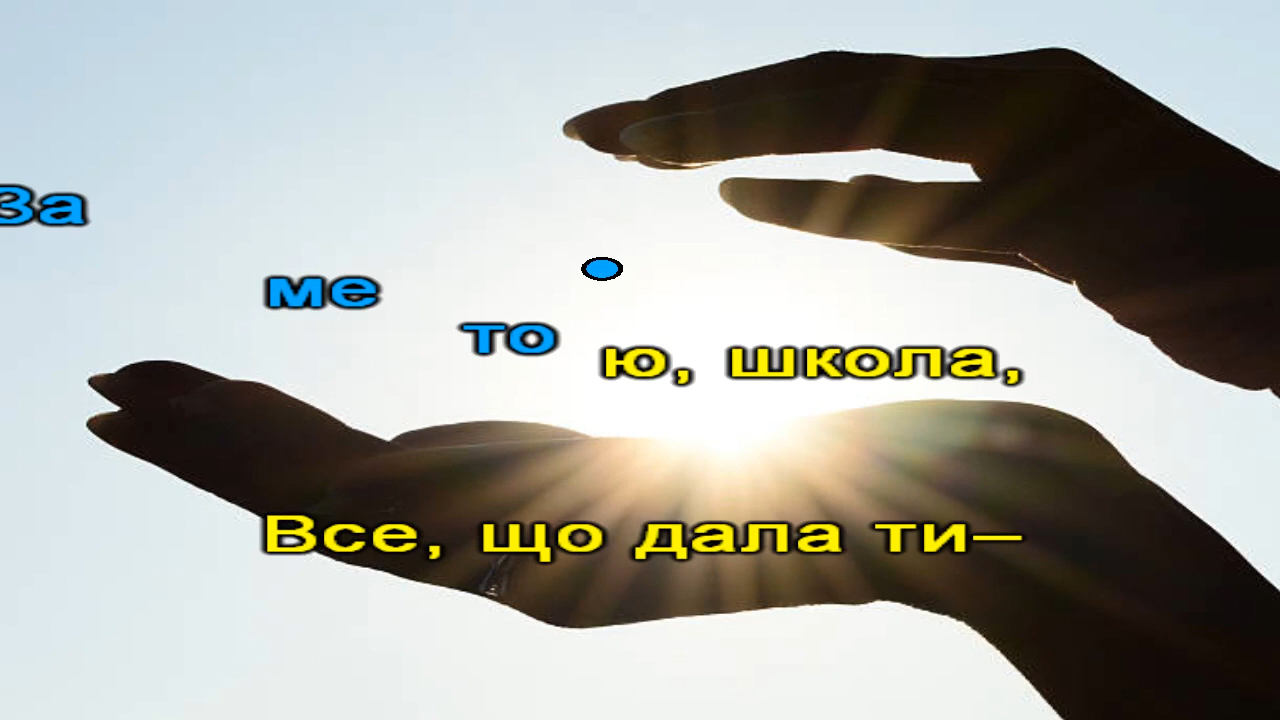 За
ме
то
ю, школа,
Все, що дала ти–